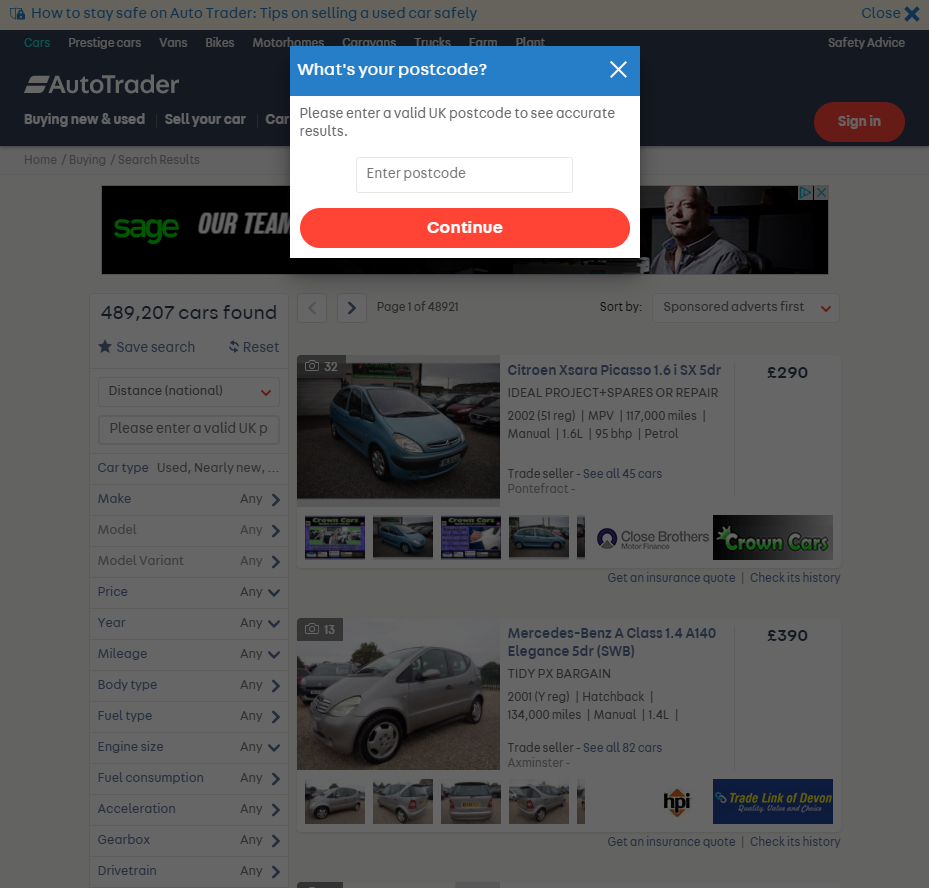 How to stay safe on Auto Trader: Tips on selling a used car safely
Close
Cars Prestige cars Vans Bikes Motorhomes Caravans Trucks Farm Plant
Safety Advice
AutoTrader
Buying new & used Sell your car Car
Sign in
Home / Buying / Search Results
What's your postcode?
Please enter a valid UK postcode to see accurate
results.
Enter postcode
Continue
sage OUR TEAM
489,207 cars found
Save search Reset
Distance (national)
Please enter a valid UK p
Car type Used, Nearly new, ...
Make Any
Model Any
Model Variant Any
Price Any
Year Any
Mileage Any
Body type Any
Fuel type Any
Engine size Any
Fuel consumption Any
Acceleration Any
Gearbox Any
Drivetrain Any
Page 1 of 48921
Sort by: Sponsored adverts first
32
Citroen Xsara Picasso 1.6 i SX 5dr
£290
IDEAL PROJECT+SPARES OR REPAIR
2002 (51 reg) | MPV | 117,000 miles |
Manual | 1.6L | 95 bhp | Petrol
Trade seller - See all 45 cars
Pontefract -
Crown Cars
Crown Cars
Close Brothers
Motor Finance
Crown Cars
Get an insurance quote | Check its history
13
Mercedes-Benz A Class 1.4 A140
Elegance 5dr (SWB)
£390
TIDY PX BARGAIN
2001 (Y reg) | Hatchback |
134,000 miles | Manual | 1.4L |
Trade seller - See all 82 cars
Axminster -
hpi
Trade Link of Devon
Quality, Value and Choice
Get an insurance quote | Check its history